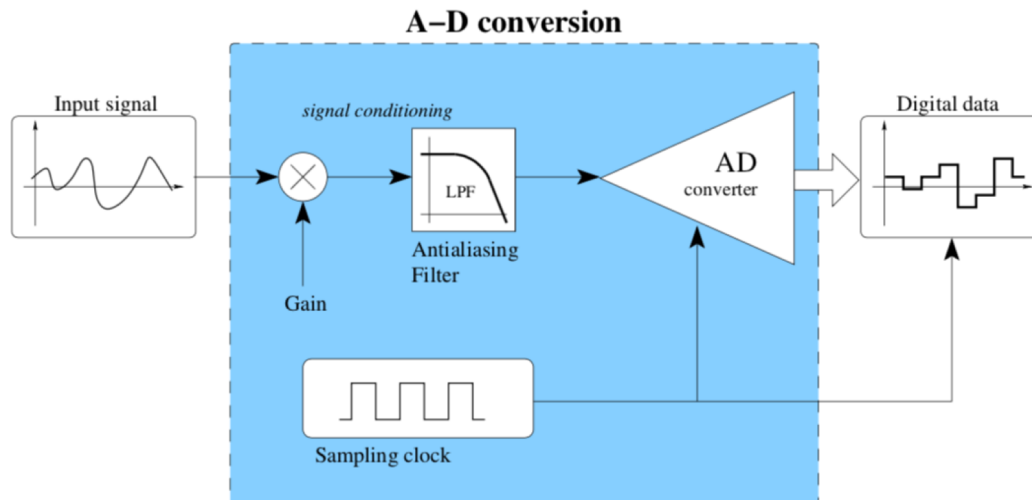 A–D conversion
Input signal
signal conditioning
Digital data
LPF
AD
converter
Antialiasing
Filter
Gain
Sampling clock